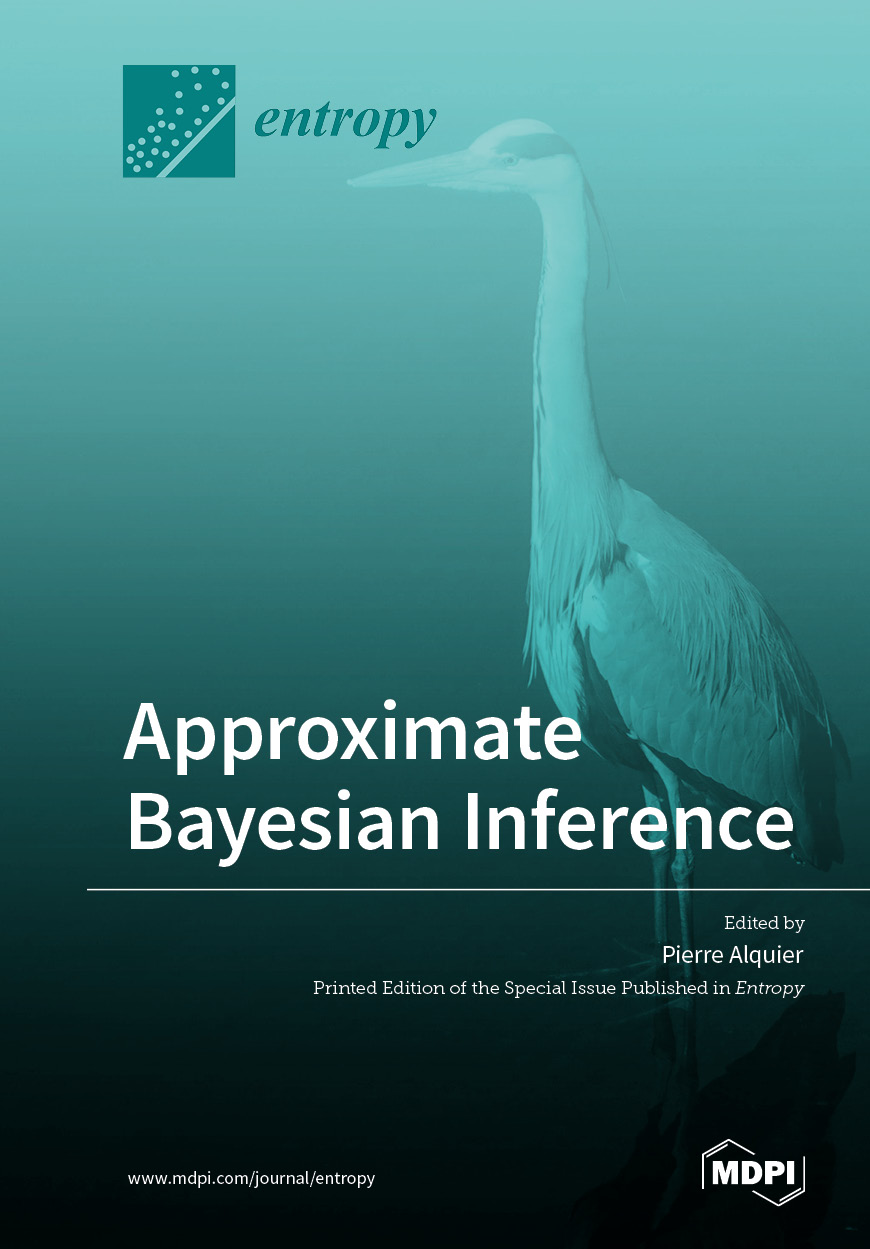 entropy
Approximate
Bayesian Inference
Edited by
Pierre Alquier
Printed Edition of the Special Issue Published in Entropy
www.mdpi.com/journal/entropy
MDPI